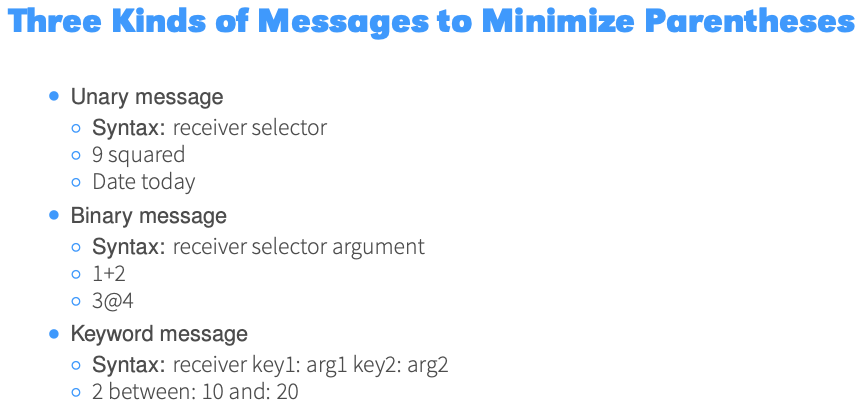 Three Kinds of Messages to Minimize Parentheses
Unary message
Syntax: receiver selector
9 squared
Date today
Binary message
Syntax: receiver selector argument
1+2
3@4
Keyword message
Syntax: receiver key1: arg1 key2: arg2
2 between: 10 and: 20